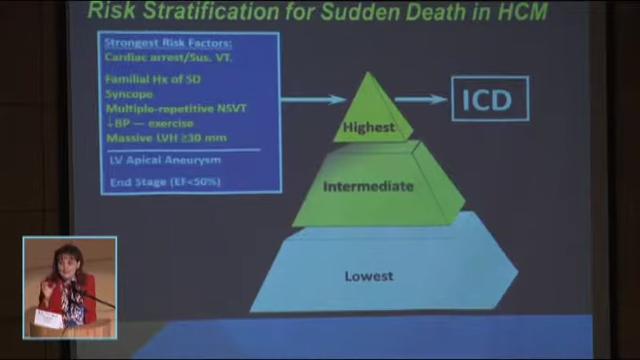 Risk Stratification for Sudden Death in HCM
Strongest Risk Factors:
Cardiac arrest/Sus. VT.
Familial Hx of SD
Syncope
Multiple-repetitive NSVT
↓BP — exercise
Massive LVH ≥30 mm
LV Apical Aneurysm
End Stage (EF<50%)
Highest
ICD
Intermediate
Lowest